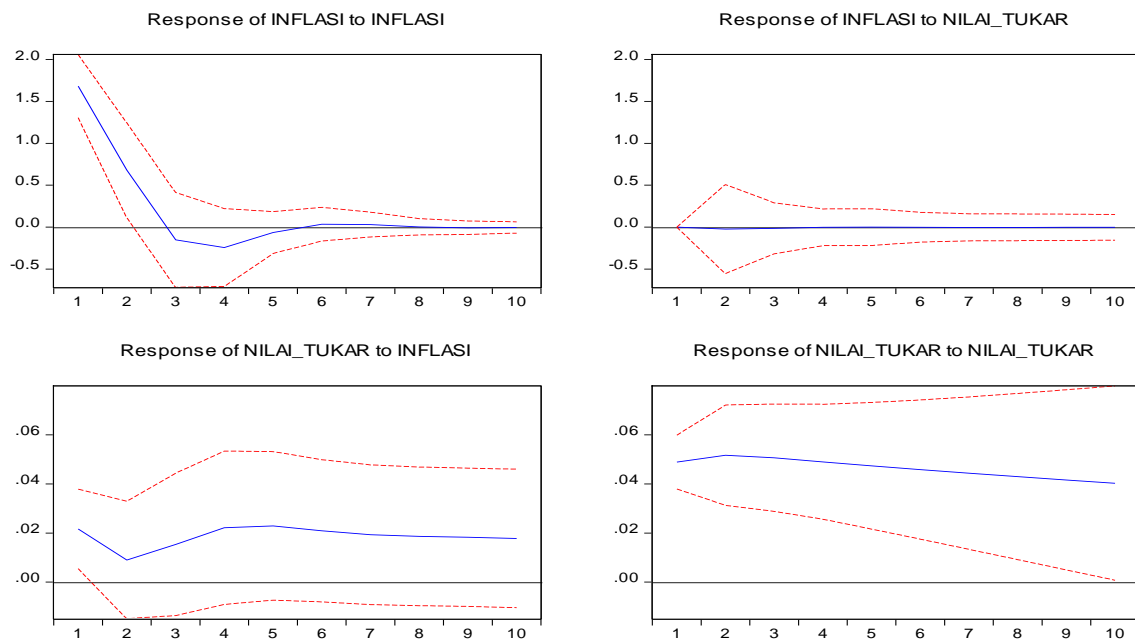 Response of INFLASI to INFLASI
2.0
1.5
1.0
0.5
0.0
-0.5
1 2 3 4 5 6 7 8 9 10
Response of INFLASI to NILAI_TUKAR
2.0
1.5
1.0
0.5
0.0
-0.5
1 2 3 4 5 6 7 8 9 10
Response of NILAI_TUKAR to INFLASI
.06
.04
.02
.00
1 2 3 4 5 6 7 8 9 10
Response of NILAI_TUKAR to NILAI_TUKAR
.06
.04
.02
.00
1 2 3 4 5 6 7 8 9 10